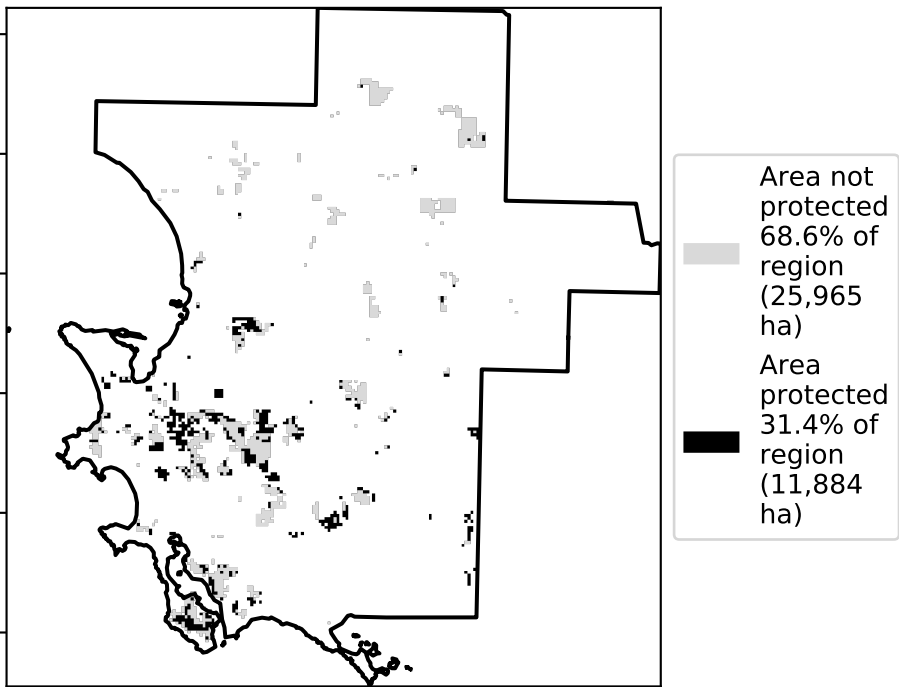 Area not
protected
68.6% of
region
(25,965
ha)
Area
protected
31.4% of
region
(11,884
ha)